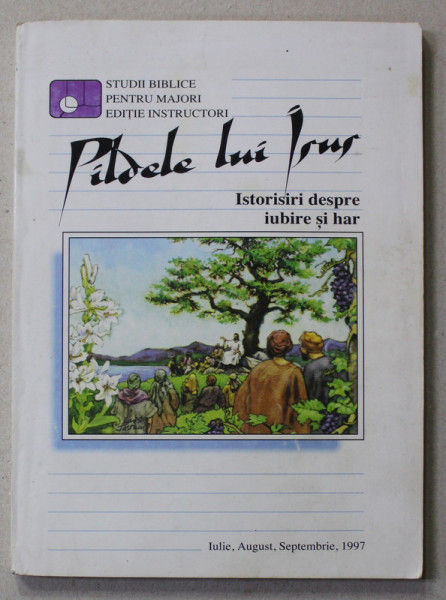 STUDII BIBLICE
PENTRU MAJORI
EDIȚIE INSTRUCTORI
Pildele lui Isus
Istorisiri despre
iubire și har
Iulie, August, Septembrie, 1997